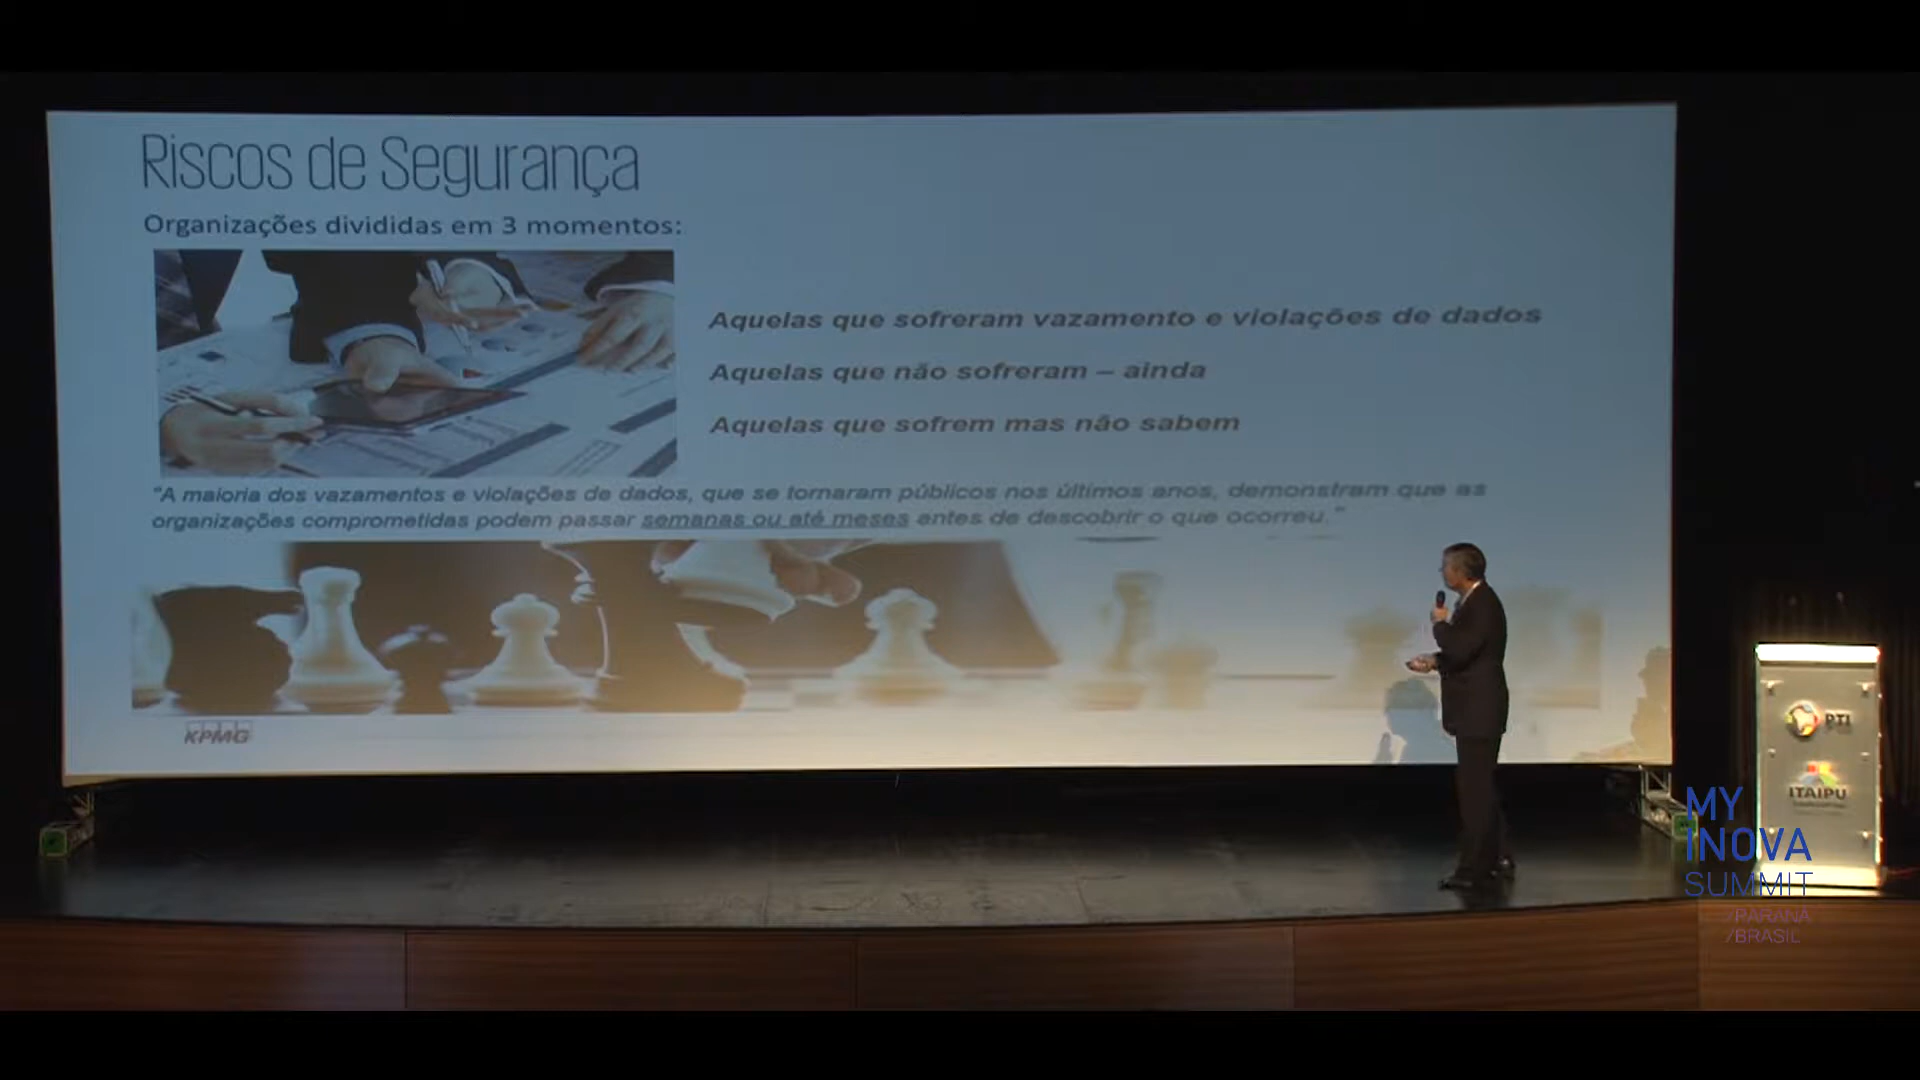 Riscos de Segurança
Organizações divididas em 3 momentos:
Aquelas que sofreram vazamento e violações de dados
Aquelas que não sofreram – ainda
Aquelas que sofrem mas não sabem
"A maioria dos vazamentos e violações de dados, que se tornaram públicos nos últimos anos, demonstram que as
organizações comprometidas podem passar semanas ou até meses antes de descobrir o que ocorreu."
KPMG
PTI
ITAIPU
MY
INOVA
SUMMIT
/PARANÁ
/BRASIL